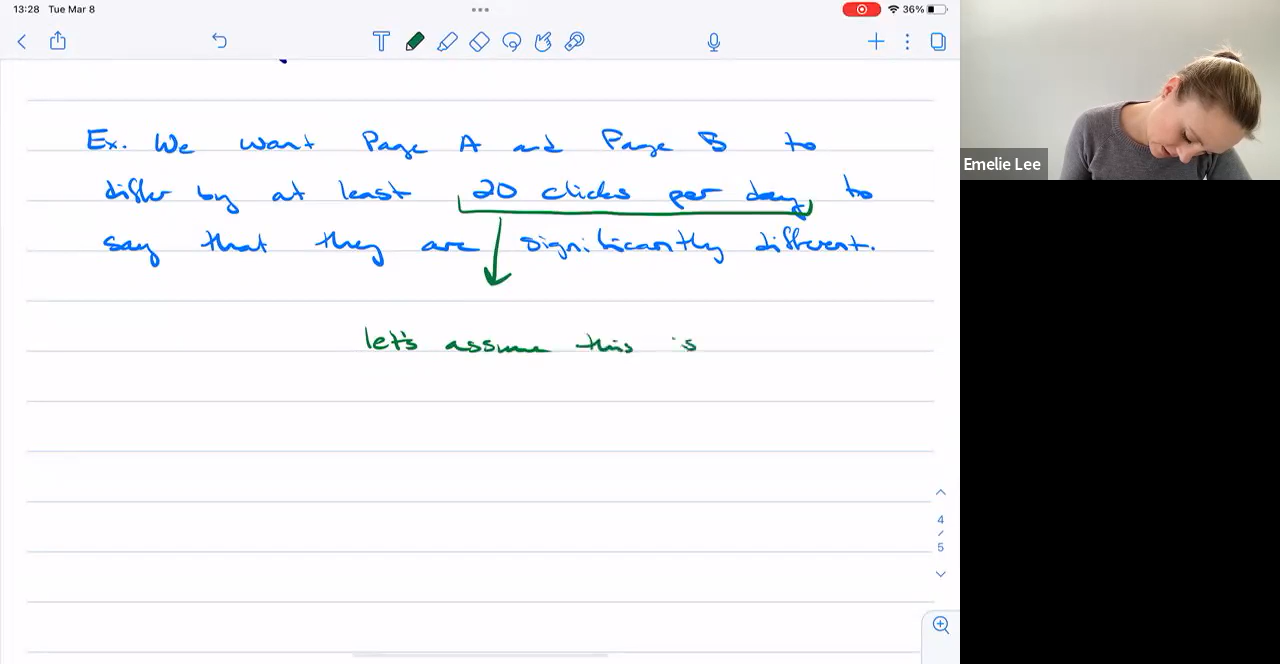 13:28 Tue Mar 8
36%
Ex. We want Page A and Page B to
differ by at least 20 clicks per day to
say that they are significantly different.
let's assume this is
4
/
5
Emelie Lee